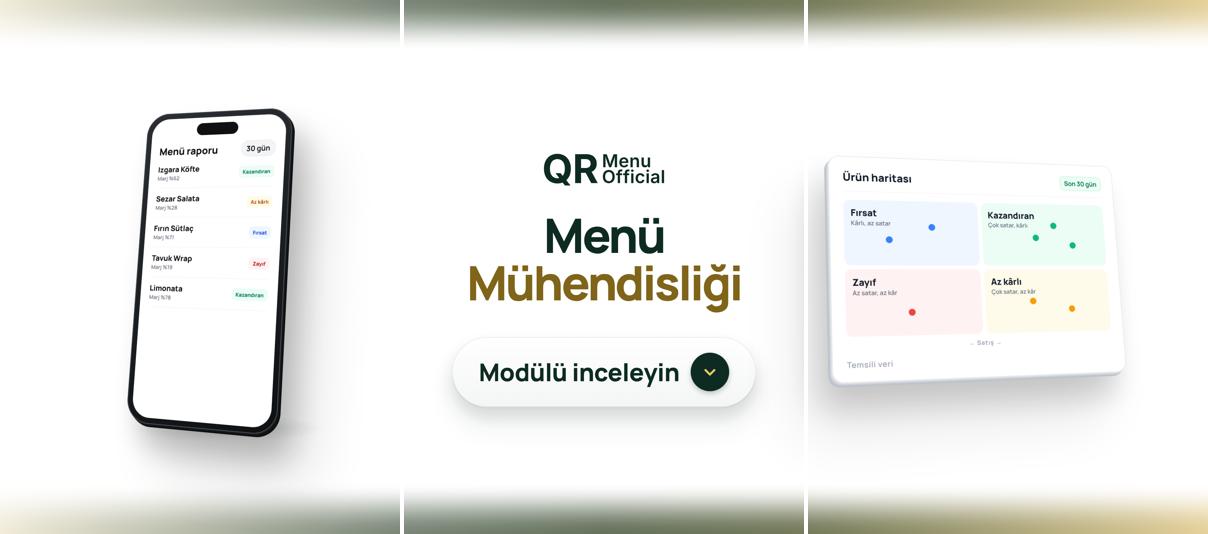 Menü raporu
30 gün
Izgara Köfte
Kazandıran
Marj %62
Sezar Salata
Az kârlı
Marj %28
Fırın Sütlaç
Fırsat
Marj %71
Tavuk Wrap
Zayıf
Marj %19
Limonata
Kazandıran
Marj %78
QR Menu
Official
Menü
Mühendisliği
Modülü inceleyin
Ürün haritası
Son 30 gün
Fırsat
Kârlı, az satar
Kazandıran
Çok satar, kârlı
Zayıf
Az satar, az kâr
Az kârlı
Çok satar, az kâr
← Satış →
Temsili veri